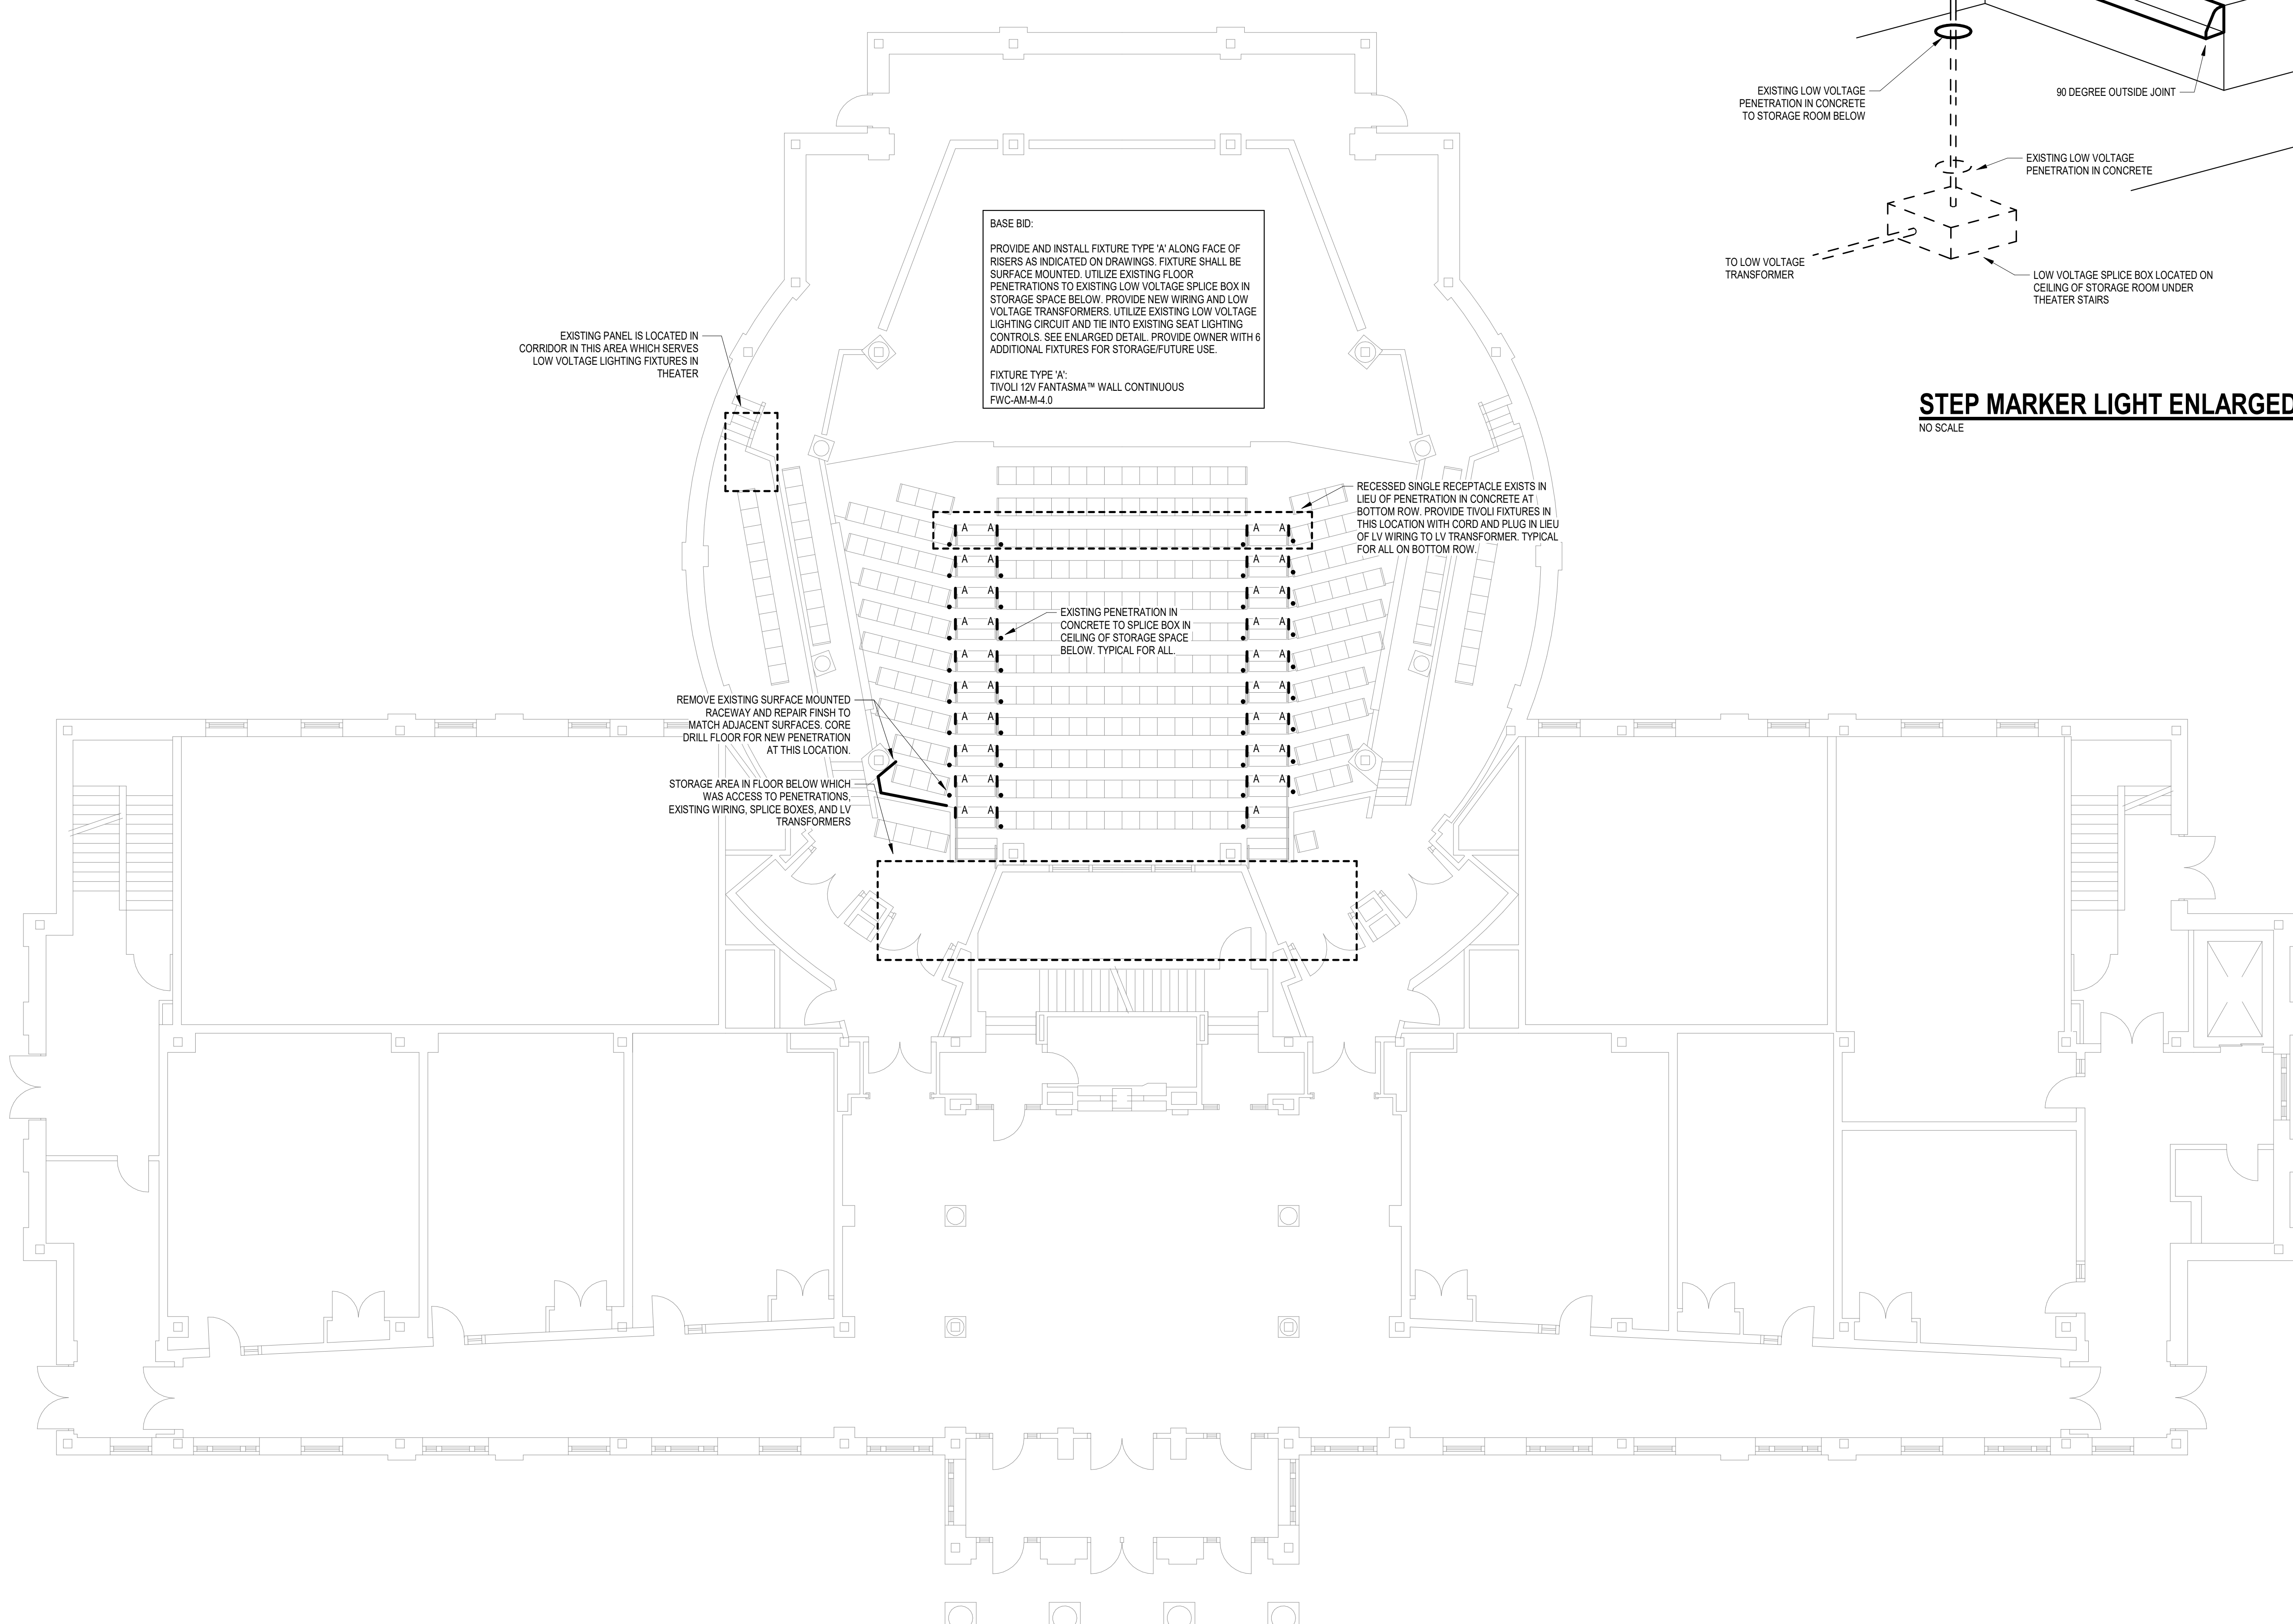 EXISTING LOW VOLTAGE
PENETRATION IN CONCRETE
TO STORAGE ROOM BELOW
90 DEGREE OUTSIDE JOINT
EXISTING LOW VOLTAGE
PENETRATION IN CONCRETE
TO LOW VOLTAGE
TRANSFORMER
LOW VOLTAGE SPLICE BOX LOCATED ON
CEILING OF STORAGE ROOM UNDER
THEATER STAIRS
STEP MARKER LIGHT ENLARGED
NO SCALE
BASE BID:
PROVIDE AND INSTALL FIXTURE TYPE 'A' ALONG FACE OF
RISERS AS INDICATED ON DRAWINGS. FIXTURE SHALL BE
SURFACE MOUNTED. UTILIZE EXISTING FLOOR
PENETRATIONS TO EXISTING LOW VOLTAGE SPLICE BOX IN
STORAGE SPACE BELOW. PROVIDE NEW WIRING AND LOW
VOLTAGE TRANSFORMERS. UTILIZE EXISTING LOW VOLTAGE
LIGHTING CIRCUIT AND TIE INTO EXISTING SEAT LIGHTING
CONTROLS. SEE ENLARGED DETAIL. PROVIDE OWNER WITH 6
ADDITIONAL FIXTURES FOR STORAGE/FUTURE USE.
FIXTURE TYPE 'A':
TIVOLI 12V FANTASMA™ WALL CONTINUOUS
FWC-AM-M-4.0
EXISTING PANEL IS LOCATED IN
CORRIDOR IN THIS AREA WHICH SERVES
LOW VOLTAGE LIGHTING FIXTURES IN
THEATER
RECESSED SINGLE RECEPTACLE EXISTS IN
LIEU OF PENETRATION IN CONCRETE AT
BOTTOM ROW. PROVIDE TIVOLI FIXTURES IN
THIS LOCATION WITH CORD AND PLUG IN LIEU
OF LV WIRING TO LV TRANSFORMER. TYPICAL
FOR ALL ON BOTTOM ROW.
A A A A
A A A A
A A A A
A A A A
A A A A
A A A A
A A A A
A A A A
A A A A
A A A
EXISTING PENETRATION IN
CONCRETE TO SPLICE BOX IN
CEILING OF STORAGE SPACE
BELOW. TYPICAL FOR ALL.
REMOVE EXISTING SURFACE MOUNTED
RACEWAY AND REPAIR FINSH TO
MATCH ADJACENT SURFACES. CORE
DRILL FLOOR FOR NEW PENETRATION
AT THIS LOCATION.
STORAGE AREA IN FLOOR BELOW WHICH
WAS ACCESS TO PENETRATIONS,
EXISTING WIRING, SPLICE BOXES, AND LV
TRANSFORMERS